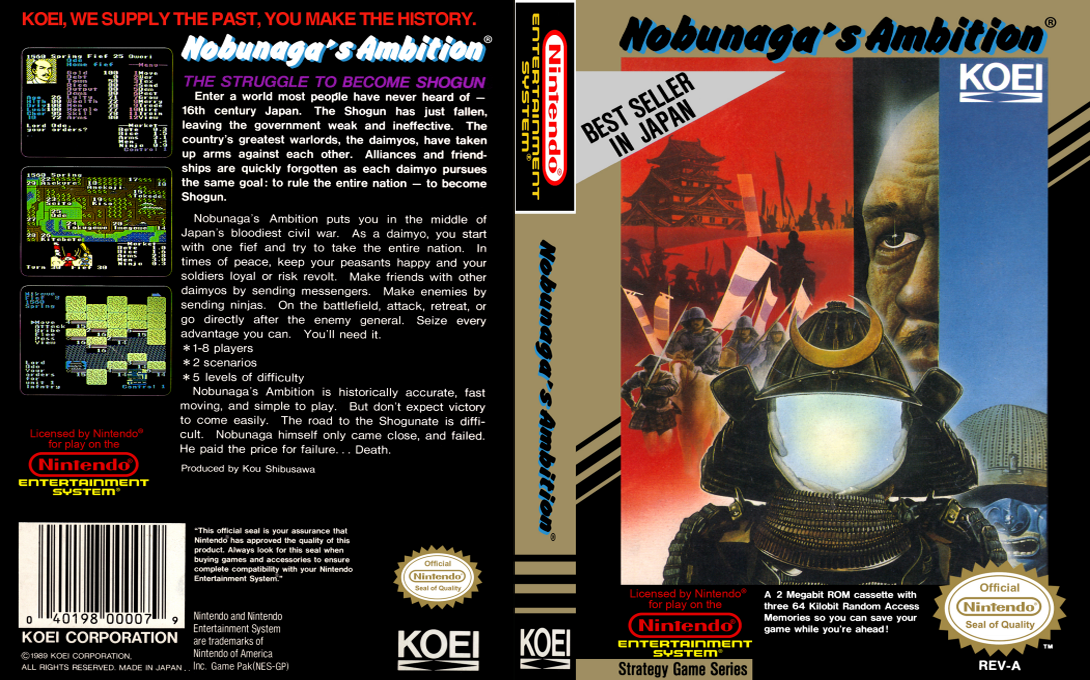 KOEI, WE SUPPLY THE PAST, YOU MAKE THE HISTORY.
Nobunaga's Ambition®
THE STRUGGLE TO BECOME SHOGUN
Enter a world most people have never heard of —
16th century Japan. The Shogun has just fallen,
leaving the government weak and ineffective. The
country's greatest warlords, the daimyos, have taken
up arms against each other. Alliances and friend-
ships are quickly forgotten as each daimyo pursues
the same goal: to rule the entire nation — to become
Shogun.
Nobunaga's Ambition puts you in the middle of
Japan's bloodiest civil war. As a daimyo, you start
with one fief and try to take the entire nation. In
times of peace, keep your peasants happy and your
soldiers loyal or risk revolt. Make friends with other
daimyos by sending messengers. Make enemies by
sending ninjas. On the battlefield, attack, retreat, or
go directly after the enemy general. Seize every
advantage you can. You'll need it.
*1-8 players
*2 scenarios
*5 levels of difficulty
Nobunaga's Ambition is historically accurate, fast
moving, and simple to play. But don't expect victory
to come easily. The road to the Shogunate is diffi-
cult. Nobunaga himself only came close, and failed.
He paid the price for failure. . . Death.
Produced by Kou Shibusawa
1560 Spring Fief 25 Owari
Home fief
Lord Oda,
your orders?
1560 Spring
Licensed by Nintendo®
for play on the
Nintendo®
ENTERTAINMENT
SYSTEM®
0 40198 00007 9
KOEI CORPORATION
©1989 KOEI CORPORATION,
ALL RIGHTS RESERVED. MADE IN JAPAN . .
"This official seal is your assurance that
Nintendo® has approved the quality of this
product. Always look for this seal when
buying games and accessories to ensure
complete compatibility with your Nintendo
Entertainment System."
Nintendo and Nintendo
Entertainment System
are trademarks of
Nintendo of America
Inc. Game Pak(NES-GP)
Official
Nintendo®
Seal of Quality
KOEI
Nintendo®
ENTERTAINMENT
SYSTEM®
Nobunaga's Ambition®
KOEI
Nobunaga's Ambition®
KOEI
BEST SELLER
IN JAPAN
Licensed by Nintendo®
for play on the
Nintendo®
ENTERTAINMENT
SYSTEM®
Strategy Game Series
A 2 Megabit ROM cassette with
three 64 Kilobit Random Access
Memories so you can save your
game while you're ahead!
Official
Nintendo®
Seal of Quality
TM
REV-A